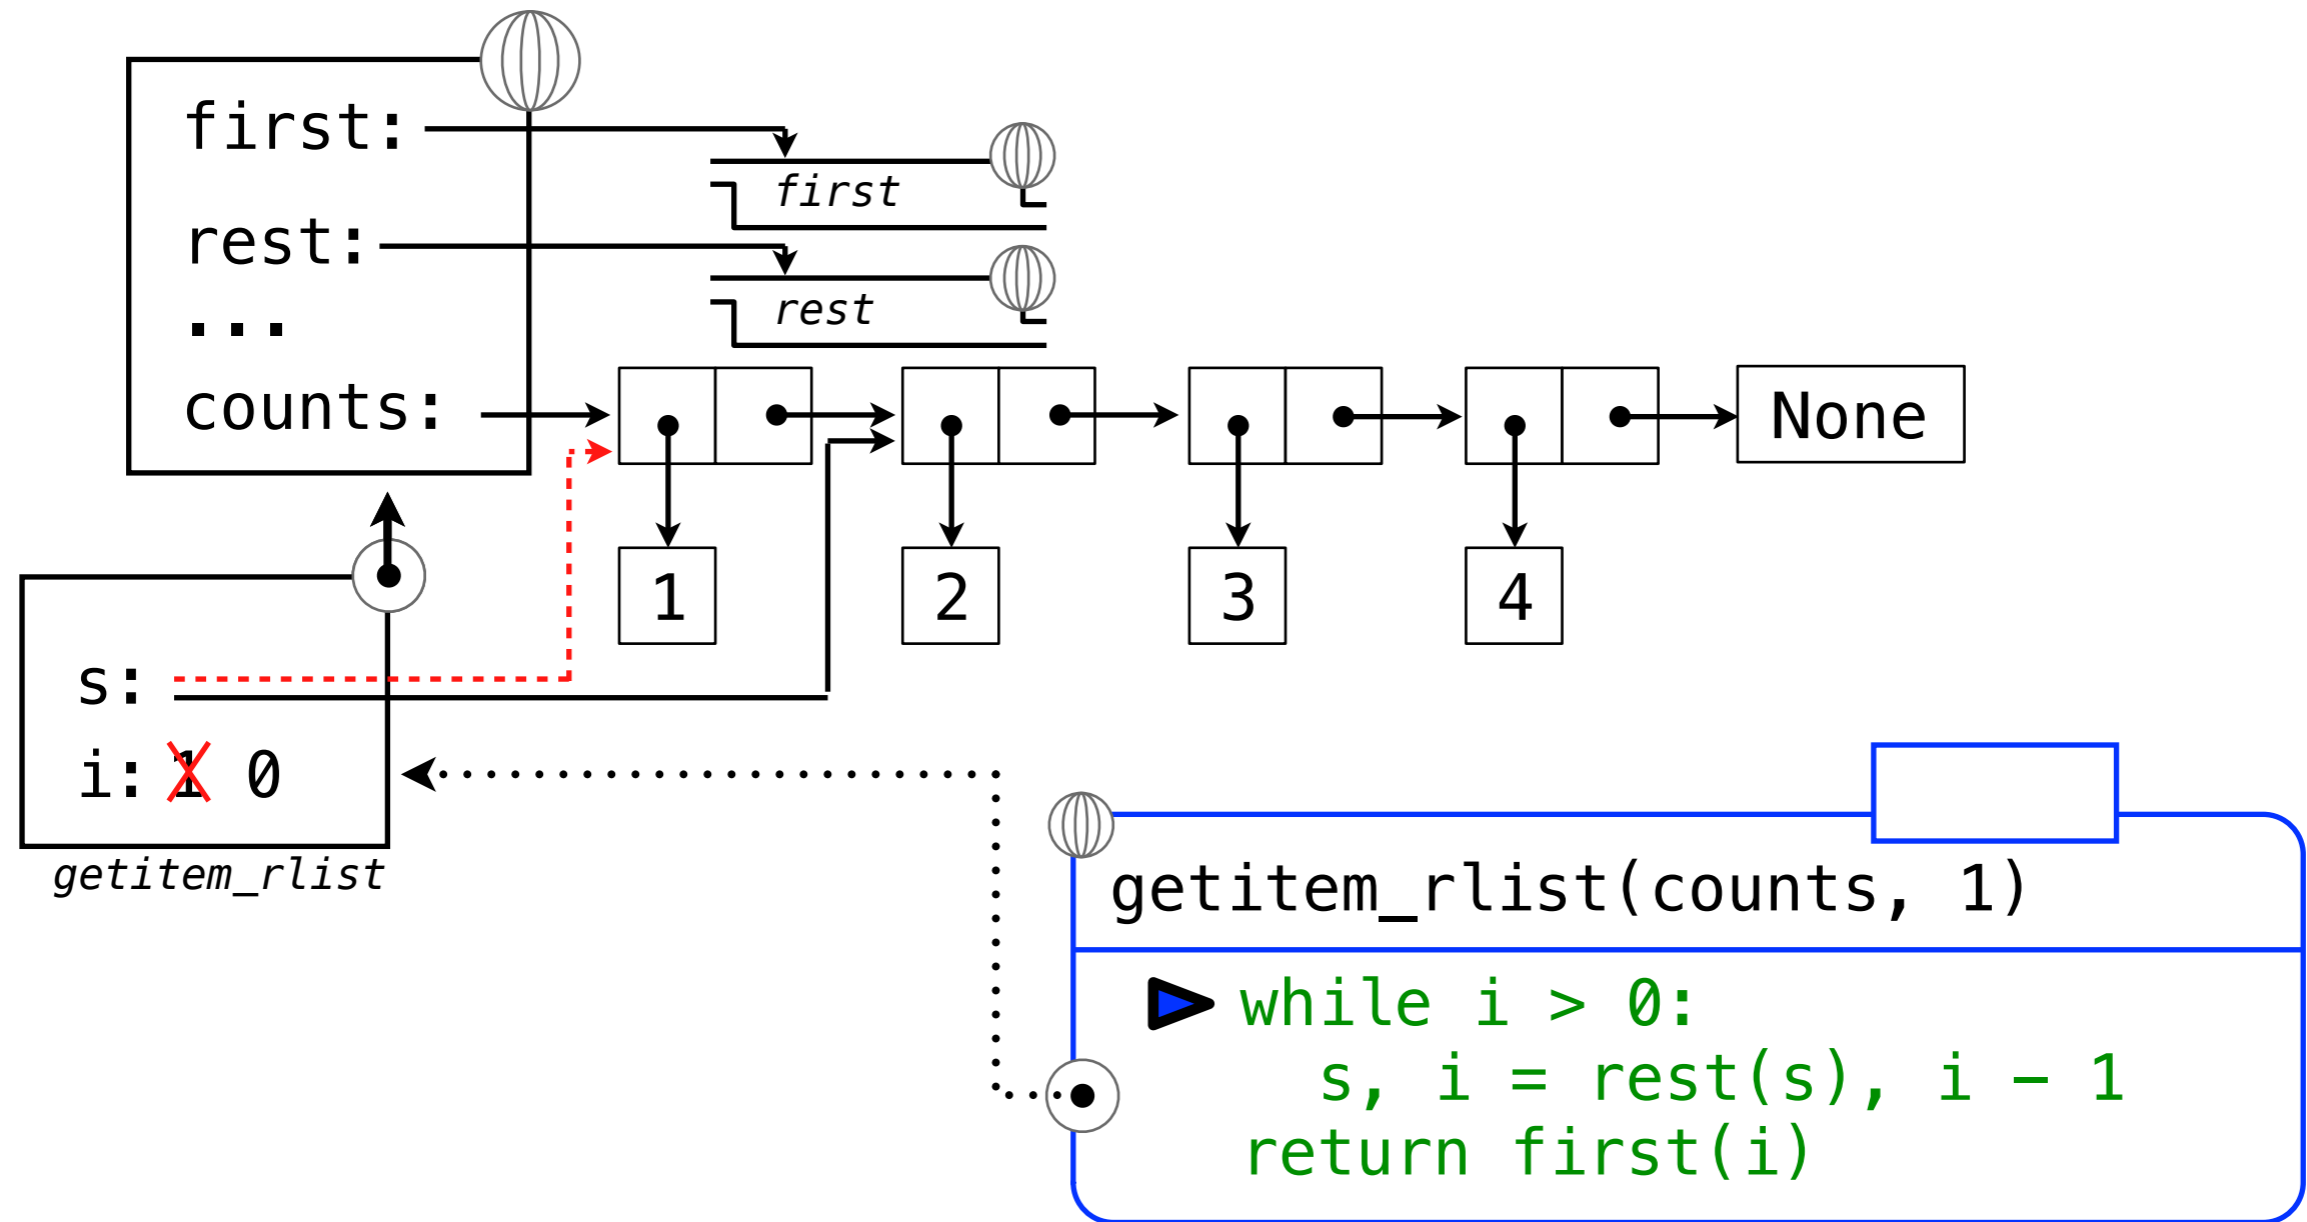 first:
first
rest:
rest
...
counts:
None
1 2 3 4
s:
i: 1 0
getitem_rlist
getitem_rlist(counts, 1)
while i > 0:
s, i = rest(s), i − 1
return first(i)